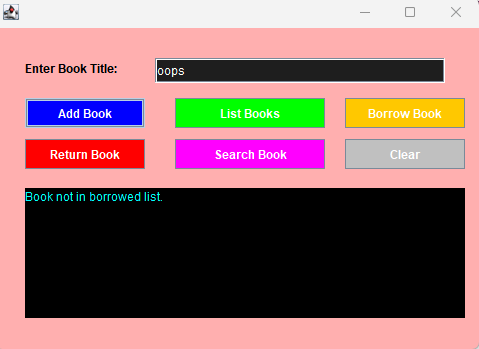 Enter Book Title: oops
Add Book List Books Borrow Book
Return Book Search Book Clear
Book not in borrowed list.